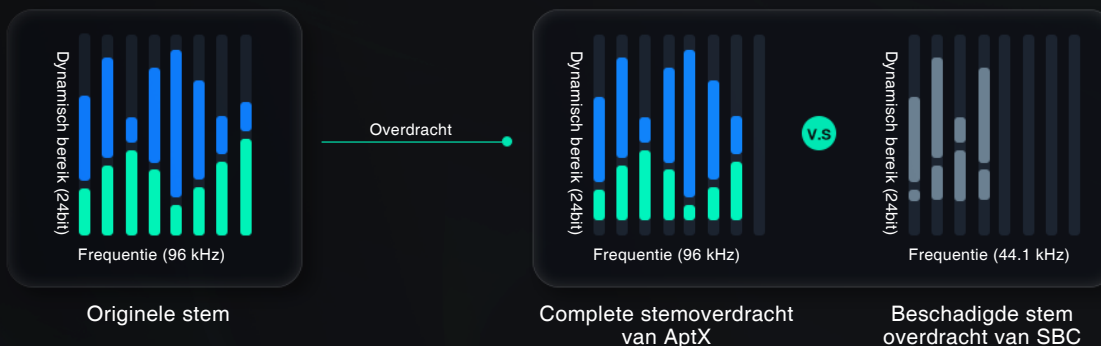 Dynamisch bereik (24bit)
Frequentie (96 kHz)
Originele stem
Overdracht
Dynamisch bereik (24bit)
Frequentie (96 kHz)
Complete stemoverdracht
van AptX
V.S
Dynamisch bereik (24bit)
Frequentie (44.1 kHz)
Beschadigde stem
overdracht van SBC